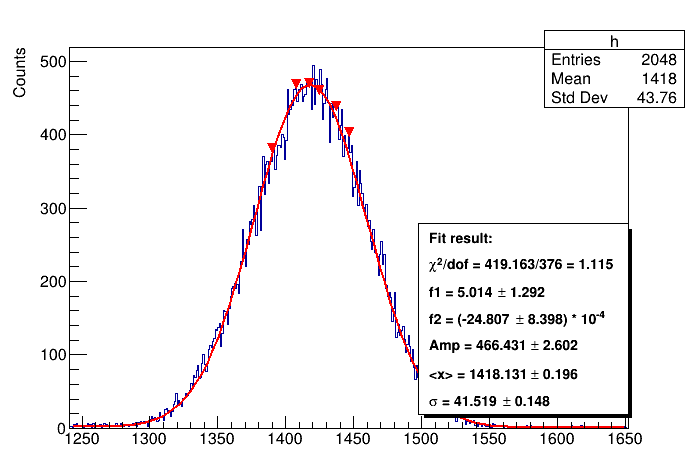 h
Entries 2048
Mean 1418
Std Dev 43.76
Counts
500
400
300
200
100
0
Fit result:
χ²/dof = 419.163/376 = 1.115
f1 = 5.014 ± 1.292
f2 = (-24.807 ± 8.398) * 10⁻⁴
Amp = 466.431 ± 2.602
<x> = 1418.131 ± 0.196
σ = 41.519 ± 0.148
1250 1300 1350 1400 1450 1500 1550 1600 1650